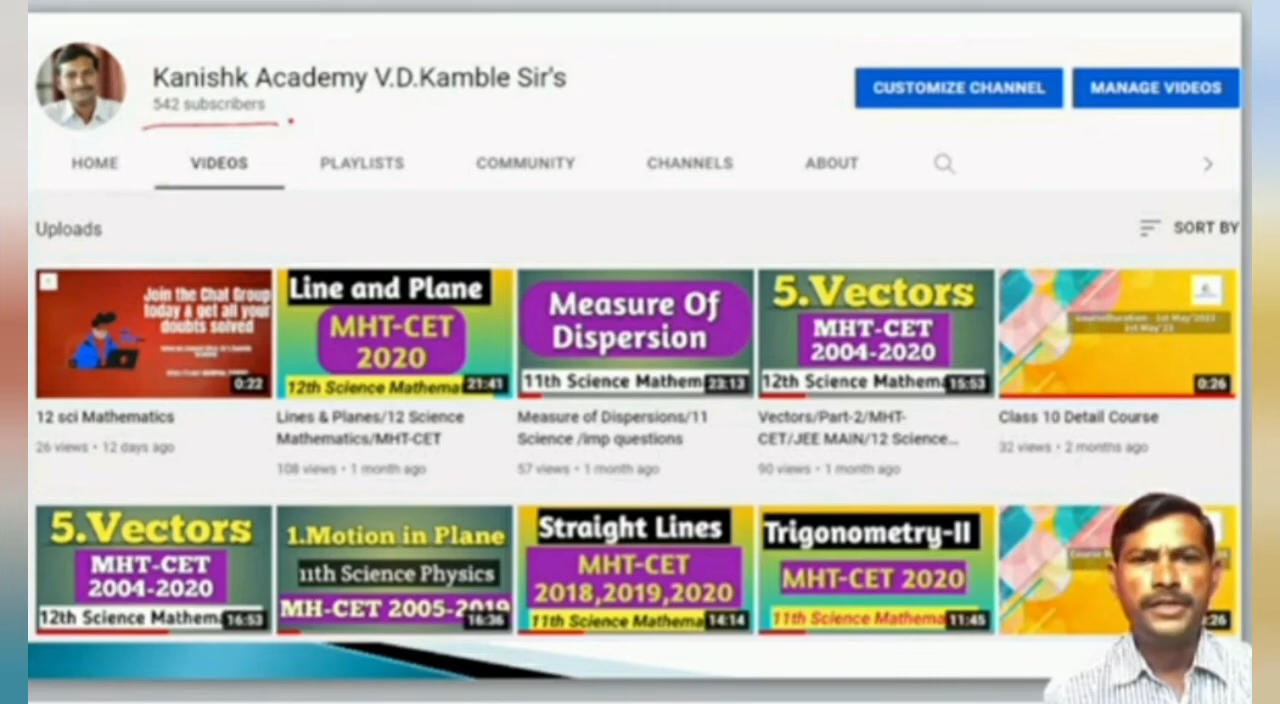 Kanishk Academy V.D.Kamble Sir's
542 subscribers
CUSTOMIZE CHANNEL
MANAGE VIDEOS
HOME
VIDEOS
PLAYLISTS
COMMUNITY
CHANNELS
ABOUT
Uploads
SORT BY
Join the Chat Group
today & get all your
doubts solved
0:22
Line and Plane
MHT-CET
2020
12th Science Mathema
21:41
Measure Of
Dispersion
11th Science Mathem
23:13
5.Vectors
MHT-CET
2004-2020
12th Science Mathema
15:53
0:26
12 sci Mathematics
26 views • 12 days ago
Lines & Planes/12 Science
Mathematics/MHT-CET
108 views • 1 month ago
Measure of Dispersions/11
Science /imp questions
57 views • 1 month ago
Vectors/Part-2/MHT-
CET/JEE MAIN/12 Science...
90 views • 1 month ago
Class 10 Detail Course
32 views • 2 months ago
5.Vectors
MHT-CET
2004-2020
12th Science Mathema
16:53
1.Motion in Plane
11th Science Physics
MH-CET 2005-2019
16:36
Straight Lines
MHT-CET
2018,2019,2020
11th Science Mathema
14:14
Trigonometry-II
MHT-CET 2020
11th Science Mathema
11:45
:26